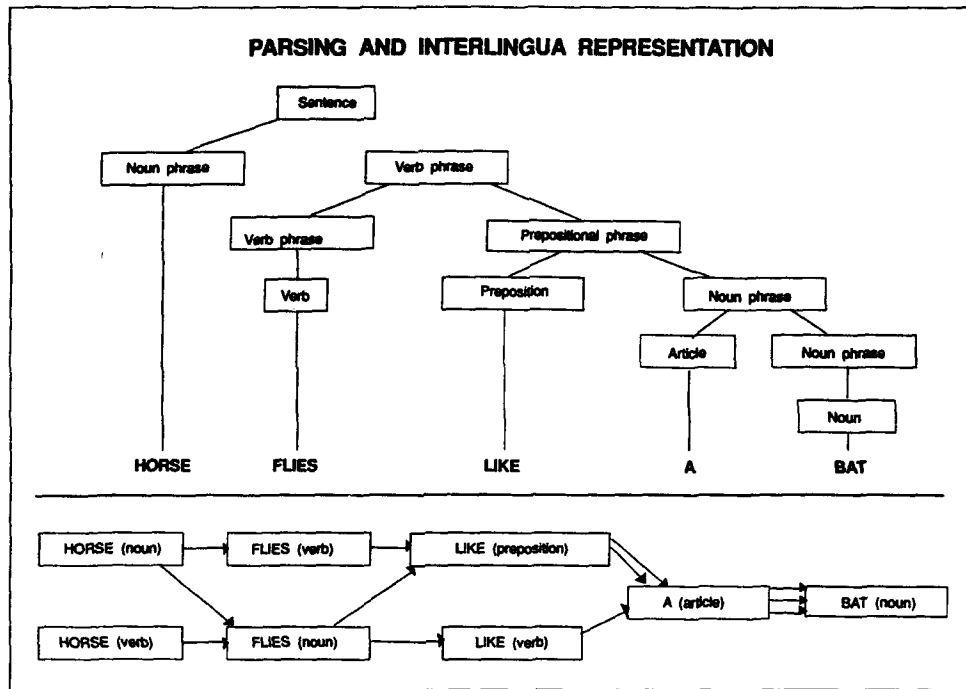 PARSING AND INTERLINGUA REPRESENTATION
Sentence
Noun phrase
Verb phrase
Verb phrase
Prepositional phrase
Verb
Preposition
Noun phrase
Article
Noun phrase
Noun
HORSE FLIES LIKE A BAT
HORSE (noun)
FLIES (verb)
LIKE (preposition)
A (article)
BAT (noun)
HORSE (verb)
FLIES (noun)
LIKE (verb)